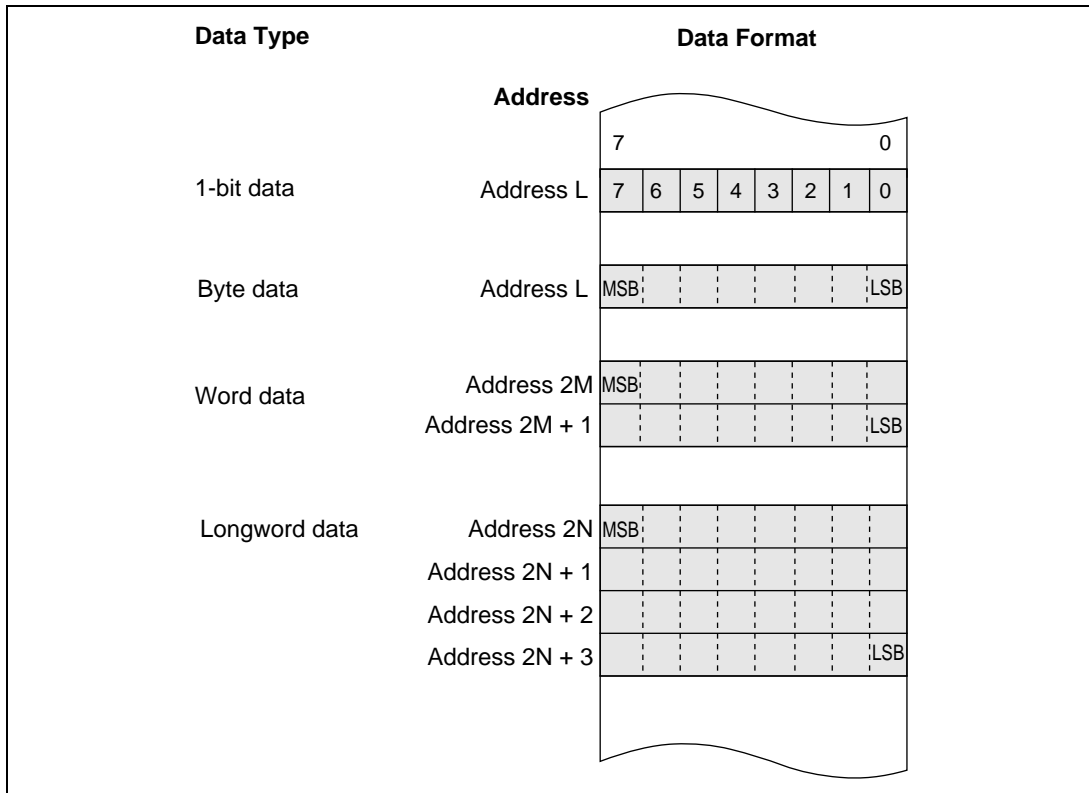 Data Type Data Format
Address
7 0
1-bit data Address L 7 6 5 4 3 2 1 0
Byte data Address L MSB LSB
Word data Address 2M MSB
Address 2M + 1 LSB
Longword data Address 2N MSB
Address 2N + 1
Address 2N + 2
Address 2N + 3 LSB